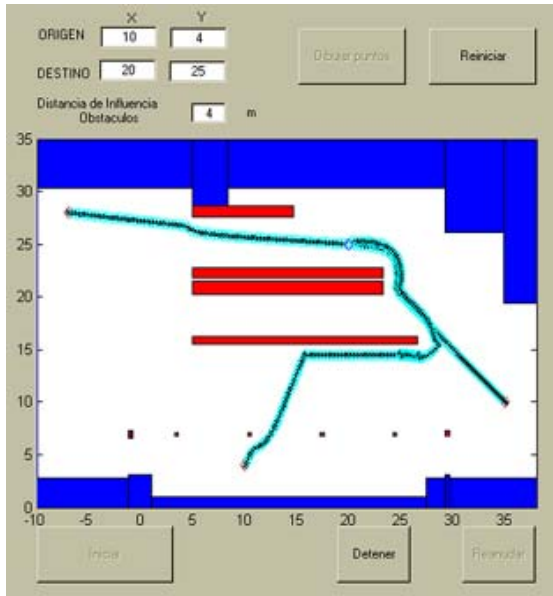 X Y
ORIGEN 10 4
Dibujar puntos
Reiniciar
DESTINO 20 25
Distancia de Influencia
Obstaculos
4 m
35
30
25
20
15
10
5
0
-10 -5 0 5 10 15 20 25 30 35
Iniciar
Detener
Reanudar